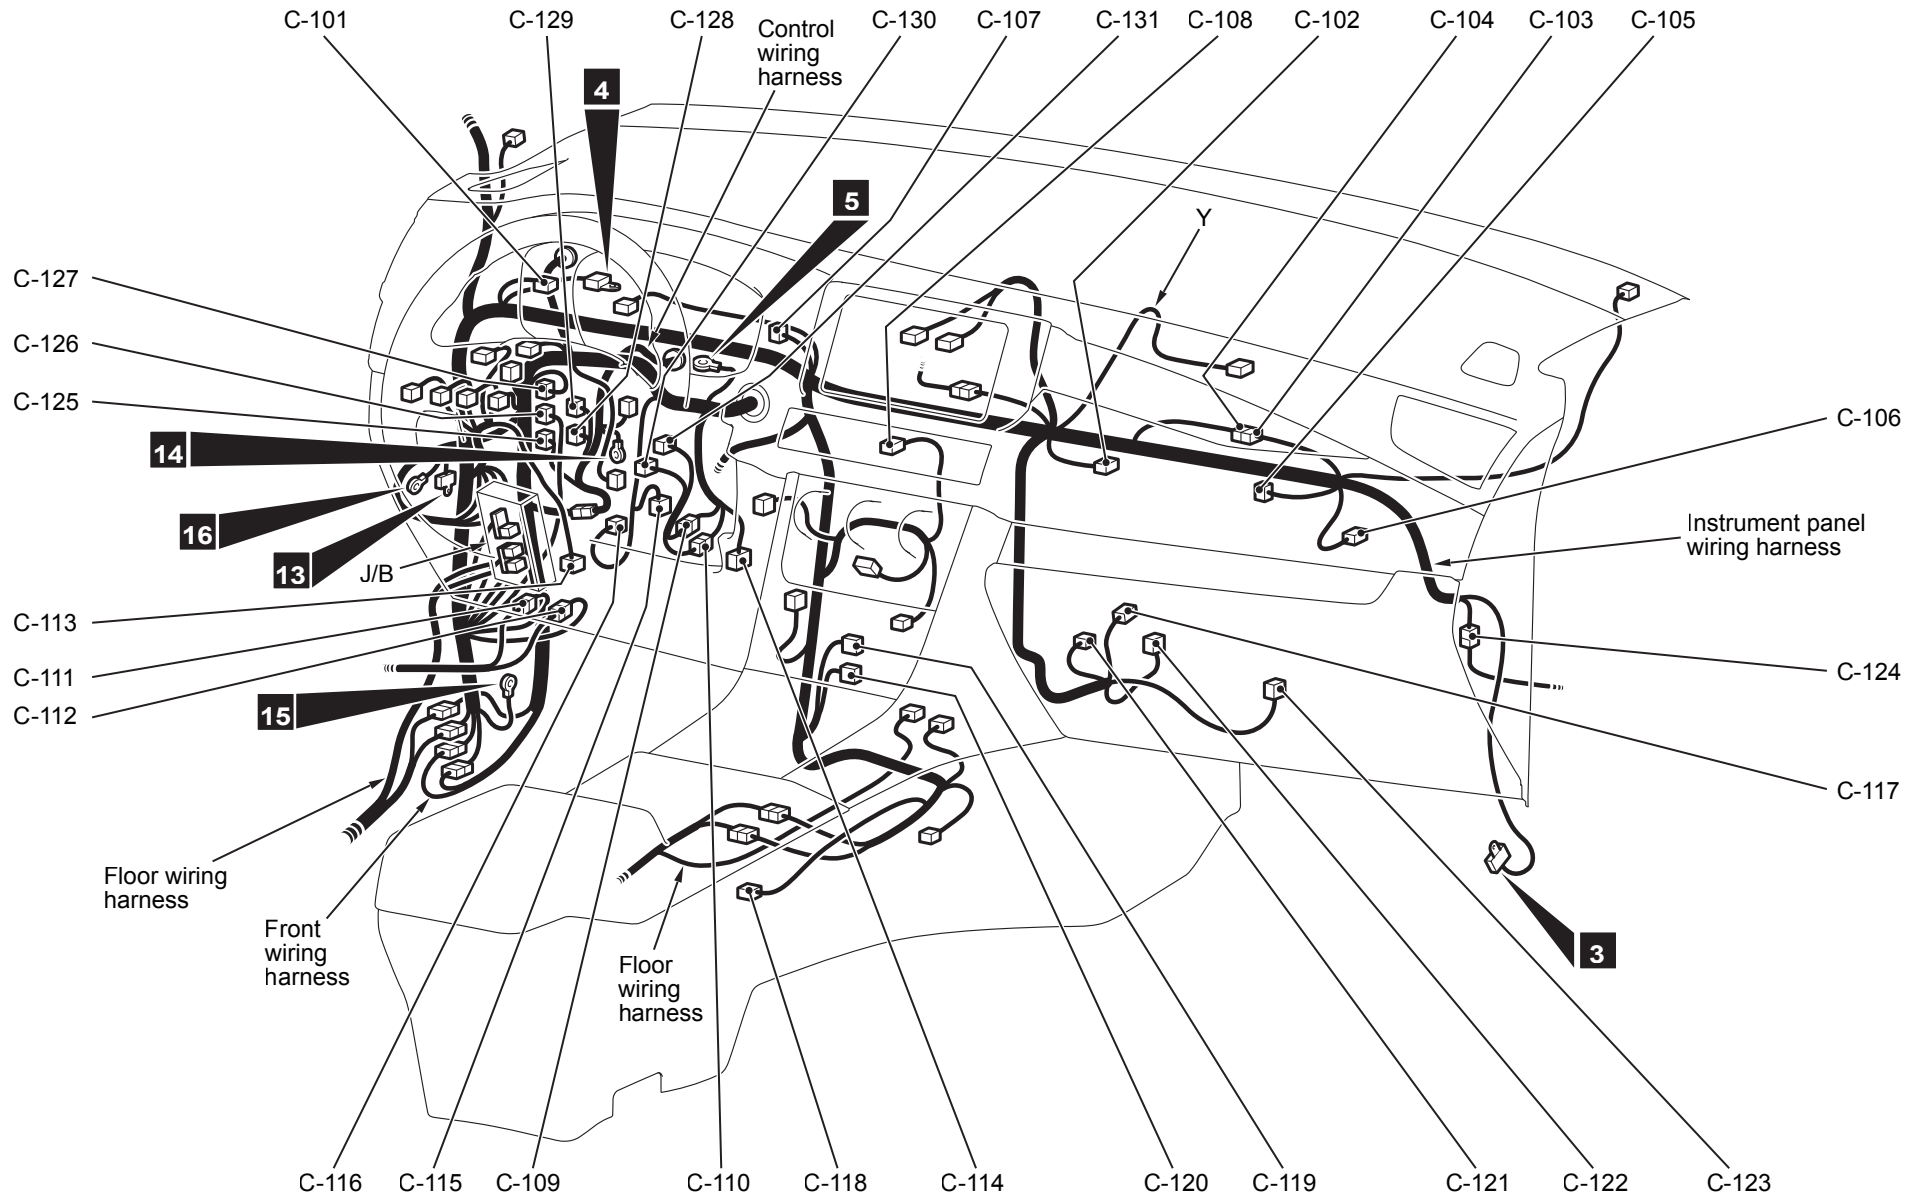 C-101
C-129
C-128
Control
wiring
harness
C-130
C-107
C-131
C-108
C-102
C-104
C-103
C-105
4
5
Y
C-127
C-126
C-125
14
16
13
J/B
C-113
C-111
C-112
15
C-106
Instrument panel
wiring harness
C-124
C-117
Floor wiring
harness
Front
wiring
harness
Floor
wiring
harness
3
C-116
C-115
C-109
C-110
C-118
C-114
C-120
C-119
C-121
C-122
C-123